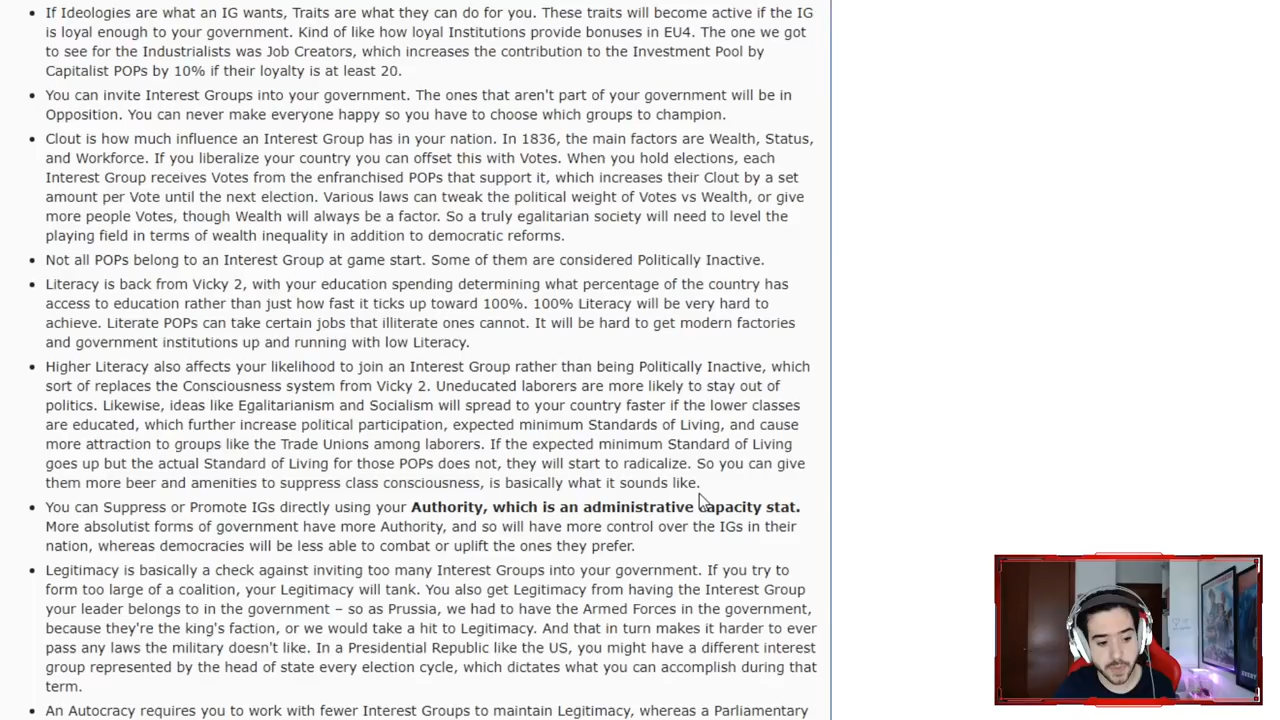 If Ideologies are what an IG wants, Traits are what they can do for you. These traits will become active if the IG
is loyal enough to your government. Kind of like how loyal Institutions provide bonuses in EU4. The one we got
to see for the Industrialists was Job Creators, which increases the contribution to the Investment Pool by
Capitalist POPs by 10% if their loyalty is at least 20.
You can invite Interest Groups into your government. The ones that aren't part of your government will be in
Opposition. You can never make everyone happy so you have to choose which groups to champion.
Clout is how much influence an Interest Group has in your nation. In 1836, the main factors are Wealth, Status,
and Workforce. If you liberalize your country you can offset this with Votes. When you hold elections, each
Interest Group receives Votes from the enfranchised POPs that support it, which increases their Clout by a set
amount per Vote until the next election. Various laws can tweak the political weight of Votes vs Wealth, or give
more people Votes, though Wealth will always be a factor. So a truly egalitarian society will need to level the
playing field in terms of wealth inequality in addition to democratic reforms.
Not all POPs belong to an Interest Group at game start. Some of them are considered Politically Inactive.
Literacy is back from Vicky 2, with your education spending determining what percentage of the country has
access to education rather than just how fast it ticks up toward 100%. 100% Literacy will be very hard to
achieve. Literate POPs can take certain jobs that illiterate ones cannot. It will be hard to get modern factories
and government institutions up and running with low Literacy.
Higher Literacy also affects your likelihood to join an Interest Group rather than being Politically Inactive, which
sort of replaces the Consciousness system from Vicky 2. Uneducated laborers are more likely to stay out of
politics. Likewise, ideas like Egalitarianism and Socialism will spread to your country faster if the lower classes
are educated, which further increase political participation, expected minimum Standards of Living, and cause
more attraction to groups like the Trade Unions among laborers. If the expected minimum Standard of Living
goes up but the actual Standard of Living for those POPs does not, they will start to radicalize. So you can give
them more beer and amenities to suppress class consciousness, is basically what it sounds like.
You can Suppress or Promote IGs directly using your Authority, which is an administrative capacity stat.
More absolutist forms of government have more Authority, and so will have more control over the IGs in their
nation, whereas democracies will be less able to combat or uplift the ones they prefer.
Legitimacy is basically a check against inviting too many Interest Groups into your government. If you try to
form too large of a coalition, your Legitimacy will tank. You also get Legitimacy from having the Interest Group
your leader belongs to in the government – so as Prussia, we had to have the Armed Forces in the government,
because they're the king's faction, or we would take a hit to Legitimacy. And that in turn makes it harder to ever
pass any laws the military doesn't like. In a Presidential Republic like the US, you might have a different interest
group represented by the head of state every election cycle, which dictates what you can accomplish during that
term.
An Autocracy requires you to work with fewer Interest Groups to maintain Legitimacy, whereas a Parliamentary